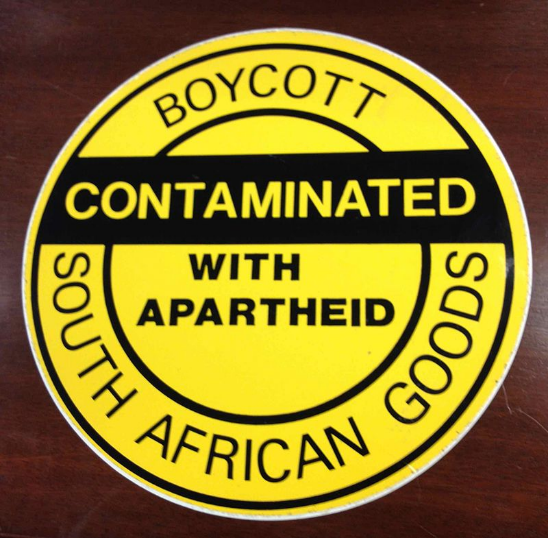 BOYCOTT
CONTAMINATED
WITH
APARTHEID
SOUTH AFRICAN GOODS